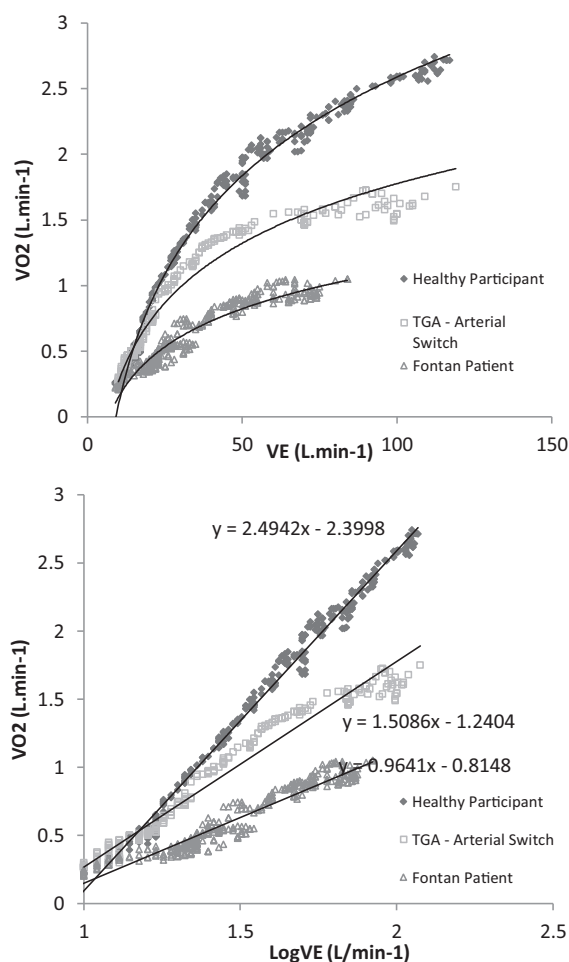 3
2.5
2
1.5
1
0.5
0
VO2 (L.min-1)
0
50
100
150
VE (L.min-1)
Healthy Participant
TGA - Arterial
Switch
Fontan Patient
3
2.5
2
1.5
1
0.5
0
VO2 (L.min-1)
y = 2.4942x - 2.3998
y = 1.5086x - 1.2404
y = 0.9641x - 0.8148
Healthy Participant
TGA - Arterial Switch
Fontan Patient
1
1.5
2
2.5
LogVE (L/min-1)